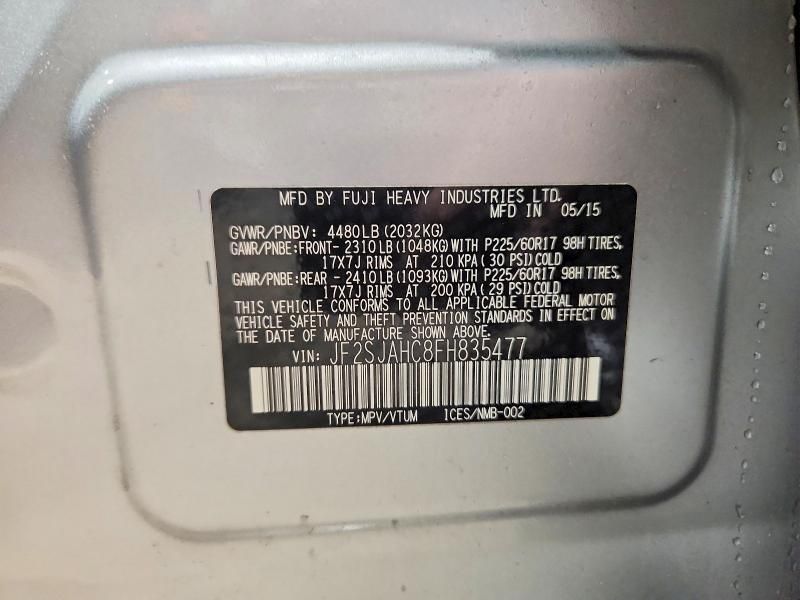 MFD BY FUJI HEAVY INDUSTRIES LTD.
MFD IN 05/15
GVWR/PNBV: 4480LB(2032KG)
GAWR/PNBE:FRONT- 2310LB(1048KG)WITH P225/60R17 98H TIRES,
17X7J RIMS AT 210 KPA(30 PSI)COLD
GAWR/PNBE:REAR - 2410LB(1093KG)WITH P225/60R17 98H TIRES,
17X7J RIMS AT 200 KPA(29 PSI)COLD
THIS VEHICLE CONFORMS TO ALL APPLICABLE FEDERAL MOTOR
VEHICLE SAFETY AND THEFT PREVENTION STANDARDS IN EFFECT ON
THE DATE OF MANUFACTURE SHOWN ABOVE.
VIN: JF2SJAHC8FH835477
TYPE:MPV/VTUM ICES/NMB-002